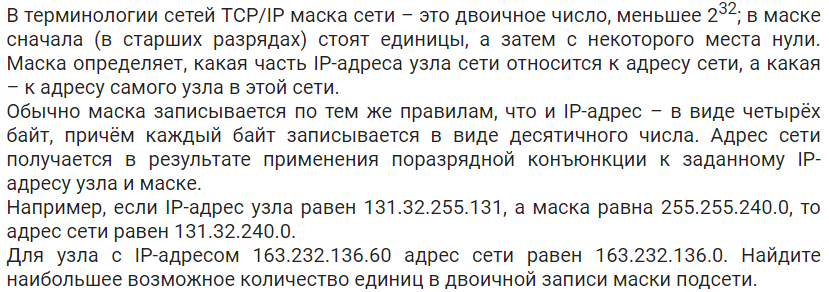 В терминологии сетей TCP/IP маска сети – это двоичное число, меньшее 2³²; в маске
сначала (в старших разрядах) стоят единицы, а затем с некоторого места нули.
Маска определяет, какая часть IP-адреса узла сети относится к адресу сети, а какая
– к адресу самого узла в этой сети.
Обычно маска записывается по тем же правилам, что и IP-адрес – в виде четырёх
байт, причём каждый байт записывается в виде десятичного числа. Адрес сети
получается в результате применения поразрядной конъюнкции к заданному IP-
адресу узла и маске.
Например, если IP-адрес узла равен 131.32.255.131, а маска равна 255.255.240.0, то
адрес сети равен 131.32.240.0.
Для узла с IP-адресом 163.232.136.60 адрес сети равен 163.232.136.0. Найдите
наибольшее возможное количество единиц в двоичной записи маски подсети.